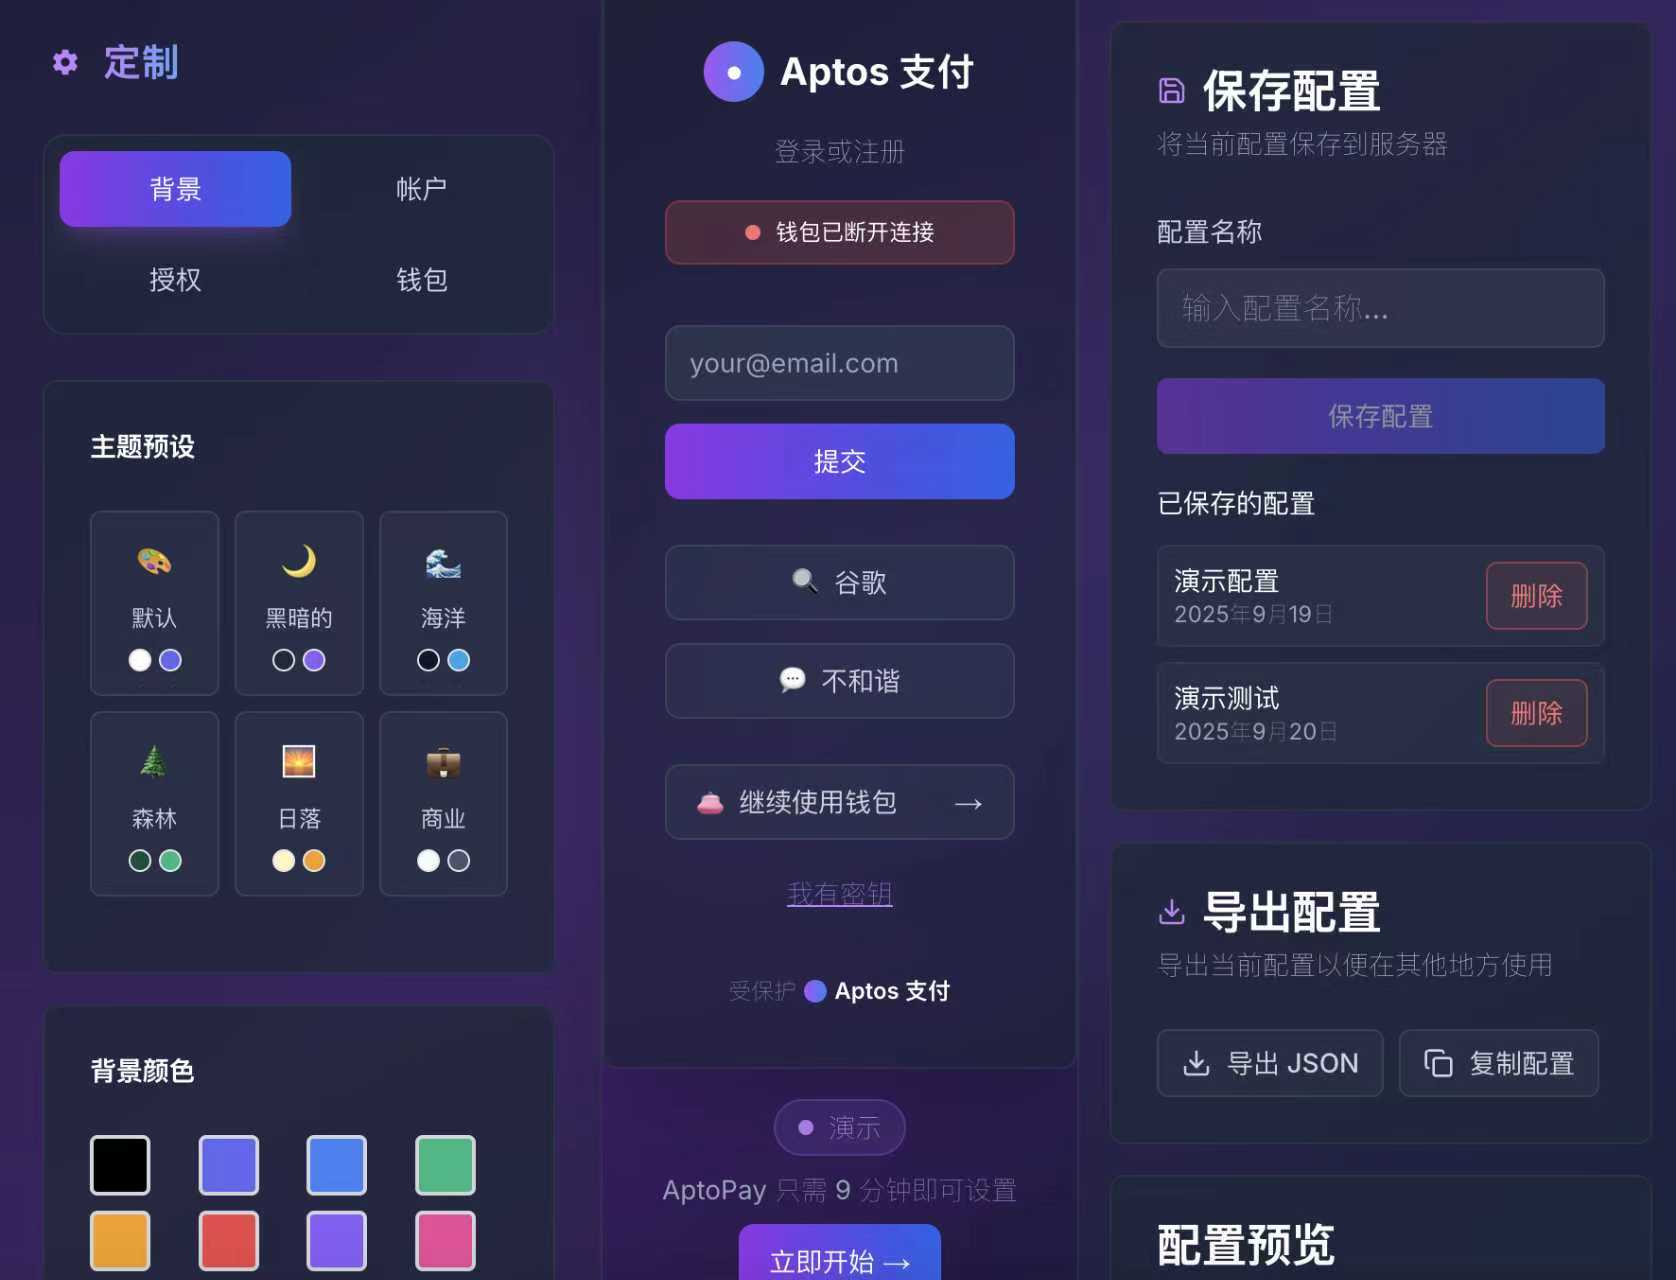 定制
背景
帐户
授权
钱包
主题预设
默认
黑暗的
海洋
森林
日落
商业
背景颜色
Aptos 支付
登录或注册
钱包已断开连接
your@email.com
提交
谷歌
不和谐
继续使用钱包 →
我有密钥
受保护 Aptos 支付
演示
AptoPay 只需 9 分钟即可设置
立即开始 →
保存配置
将当前配置保存到服务器
配置名称
输入配置名称...
保存配置
已保存的配置
演示配置
2025年9月19日
删除
演示测试
2025年9月20日
删除
导出配置
导出当前配置以便在其他地方使用
导出 JSON
复制配置
配置预览